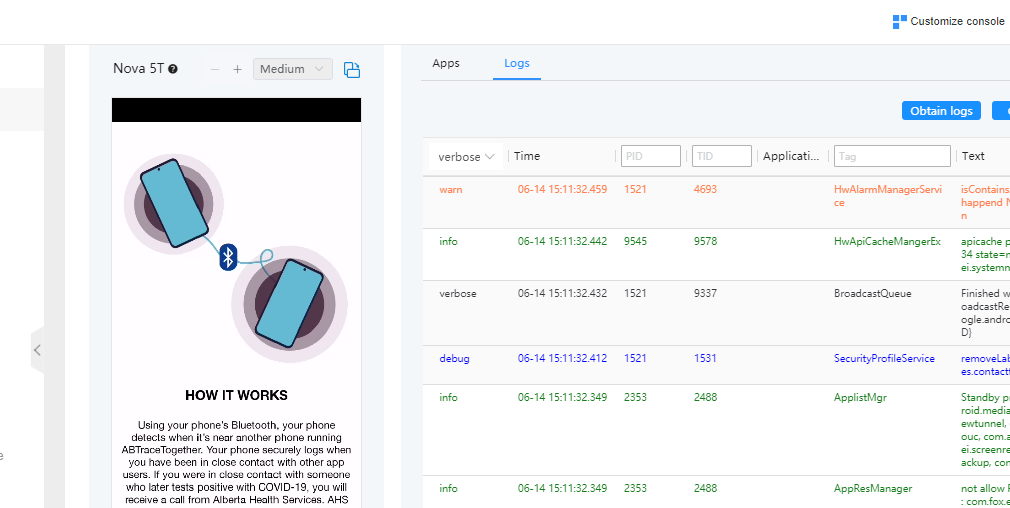 Customize console
Nova 5T
Medium
Apps
Logs
Obtain logs
verbose
Time
PID
TID
Applicati...
Tag
Text
warn 06-14 15:11:32.459 1521 4693 HwAlarmManagerServi
ce
isContains
happend
n
info 06-14 15:11:32.442 9545 9578 HwApiCacheMangerEx
apicache p
34 state=n
ei.systemn
verbose 06-14 15:11:32.432 1521 9337 BroadcastQueue
Finished w
oadcastRe
ogle.andro
D}
debug 06-14 15:11:32.412 1521 1531 SecurityProfileService
removeLab
es.contactt
info 06-14 15:11:32.349 2353 2488 ApplistMgr
Standby p
roid.media
ewtunnel,
ouc, com.a
ei.screenre
ackup, con
info 06-14 15:11:32.349 2353 2488 AppResManager
not allow
: com.fox.e
HOW IT WORKS
Using your phone's Bluetooth, your phone
detects when it's near another phone running
ABTraceTogether. Your phone securely logs when
you have been in close contact with other app
users. If you were in close contact with someone
who later tests positive with COVID-19, you will
receive a call from Alberta Health Services. AHS